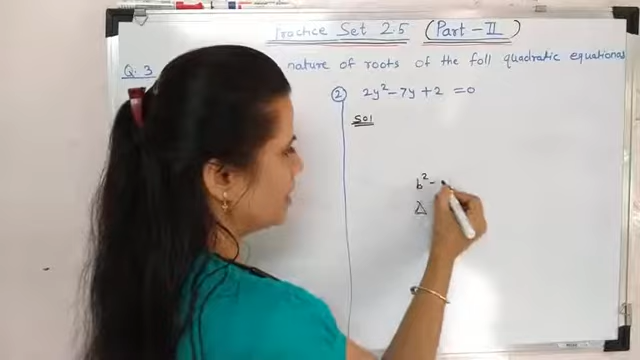 Practice Set 2.5 (Part - II)
Q.3 nature of roots of the foll quadratic equations
② 2y² - 7y + 2 = 0
Sol
b² -
Δ